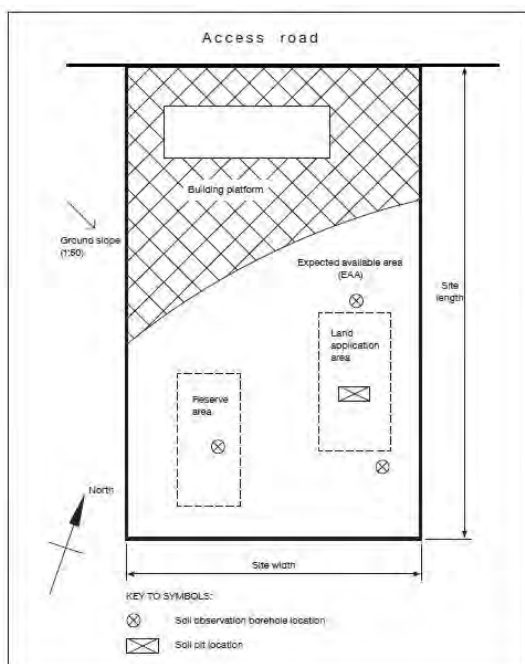 Access road
Building platform
Ground slope
(1:50)
Expected available area
(EAA)
Site
length
Land
application
area
Reserve
area
North
Site width
KEY TO SYMBOLS:
Soil observation borehole location
Soil pit location